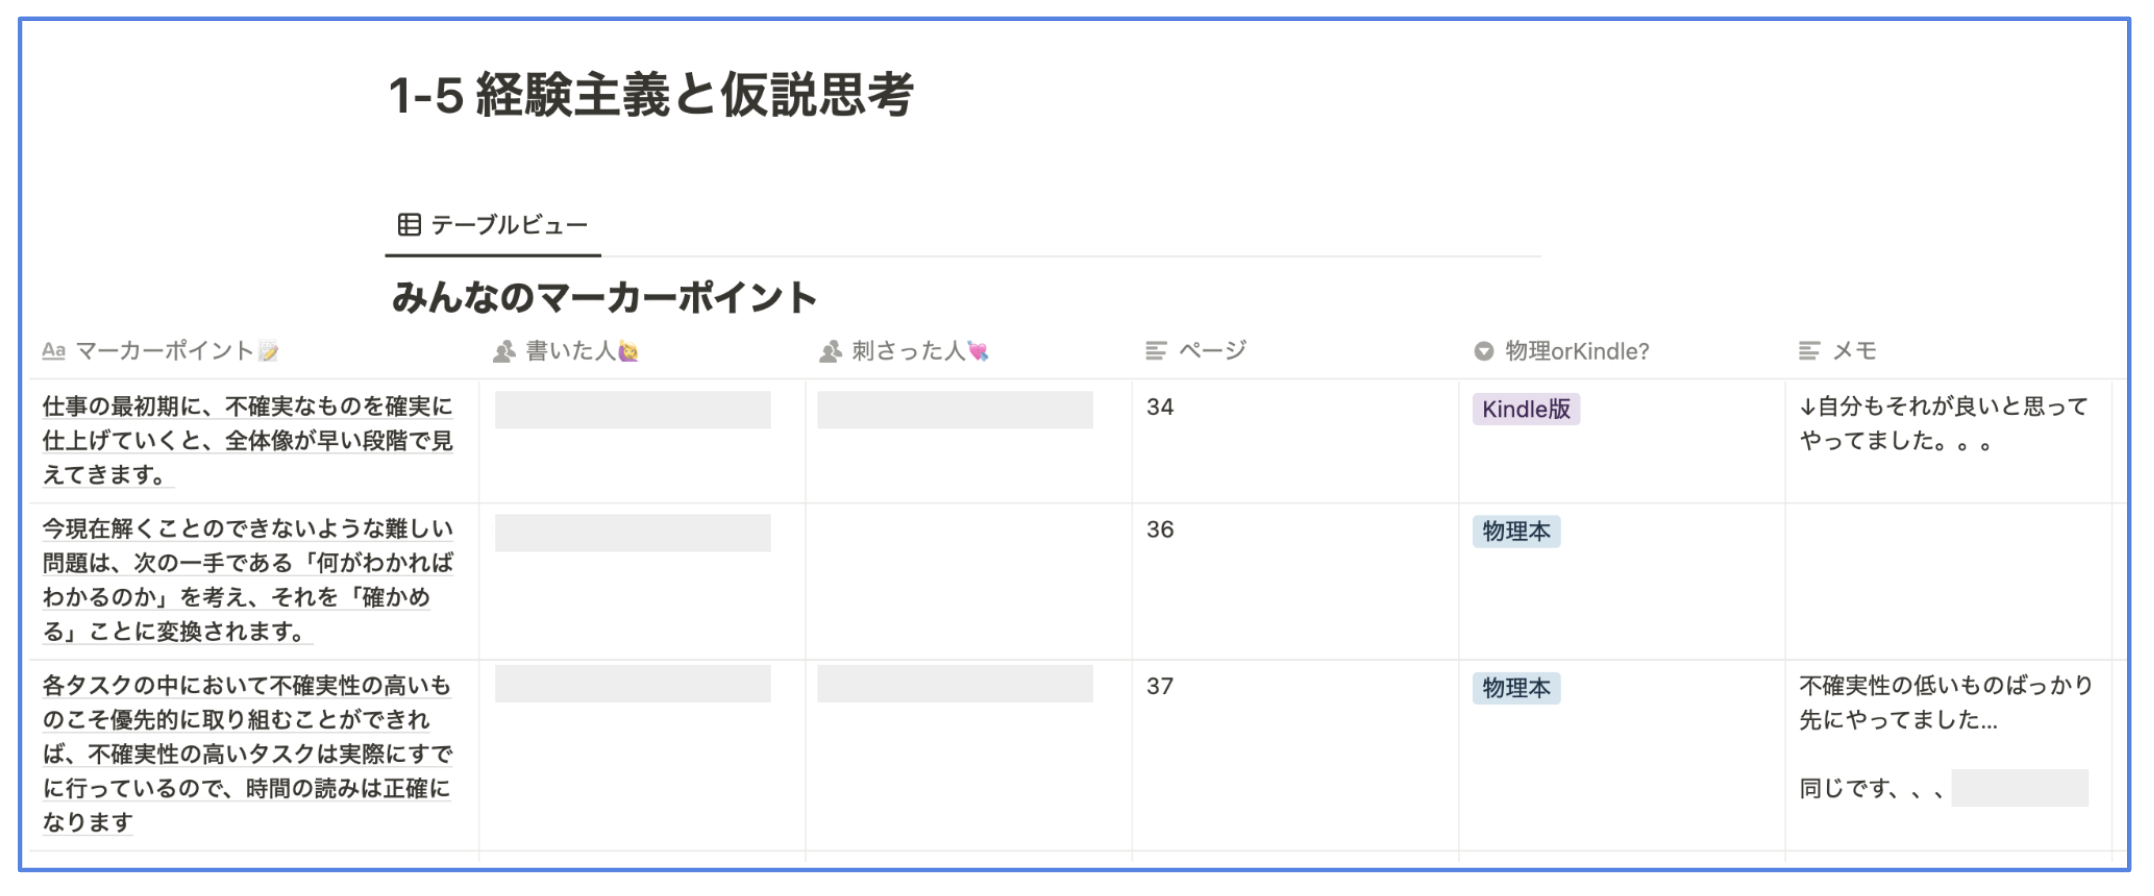 1-5 経験主義と仮説思考
テーブルビュー
みんなのマーカーポイント
Aa マーカーポイント📝 書いた人🙋 刺さった人💘 ページ 物理orKindle? メモ
仕事の最初期に、不確実なものを確実に
仕上げていくと、全体像が早い段階で見
えてきます。
34
Kindle版
↓自分もそれが良いと思って
やってました。。。
今現在解くことのできないような難しい
問題は、次の一手である「何がわかれば
わかるのか」を考え、それを「確かめ
る」ことに変換されます。
36
物理本
各タスクの中において不確実性の高いも
のこそ優先的に取り組むことができれ
ば、不確実性の高いタスクは実際にすで
に行っているので、時間の読みは正確に
なります
37
物理本
不確実性の低いものばっかり
先にやってました...
同じです、、、